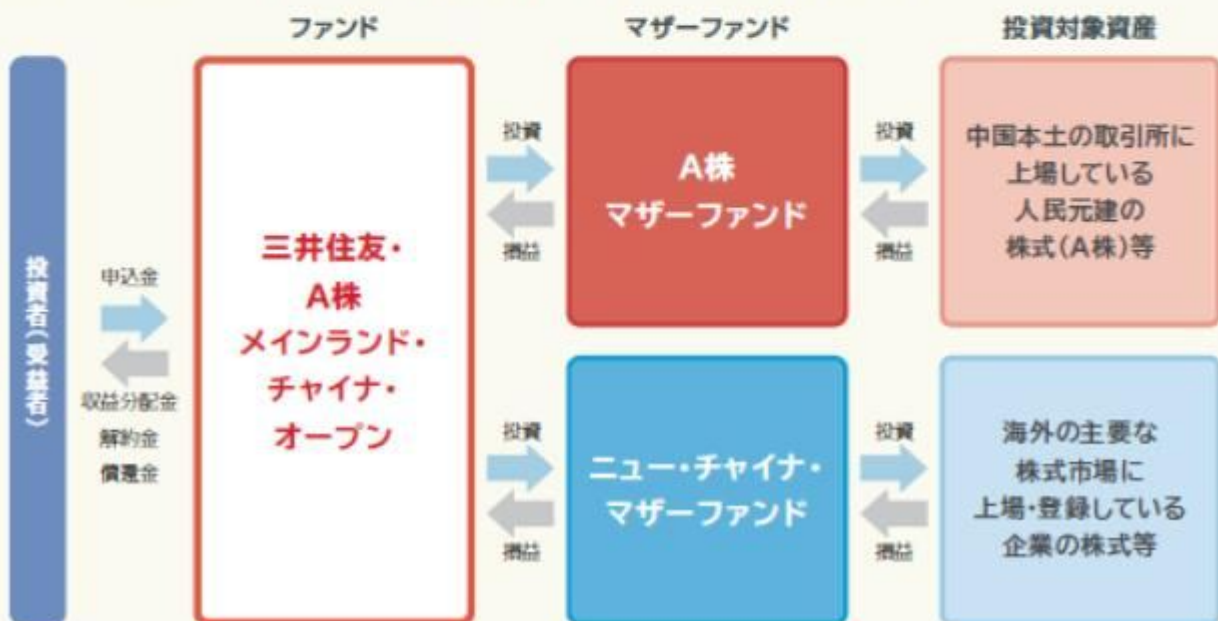 ファンド
マザーファンド
投資対象資産
投資者(受益者)
申込金
収益分配金
解約金
償還金
三井住友・
A株
メインランド・
チャイナ・
オープン
投資
損益
A株
マザーファンド
投資
損益
中国本土の取引所に
上場している
人民元建の
株式(A株)等
投資
損益
ニュー・チャイナ・
マザーファンド
投資
損益
海外の主要な
株式市場に
上場・登録している
企業の株式等